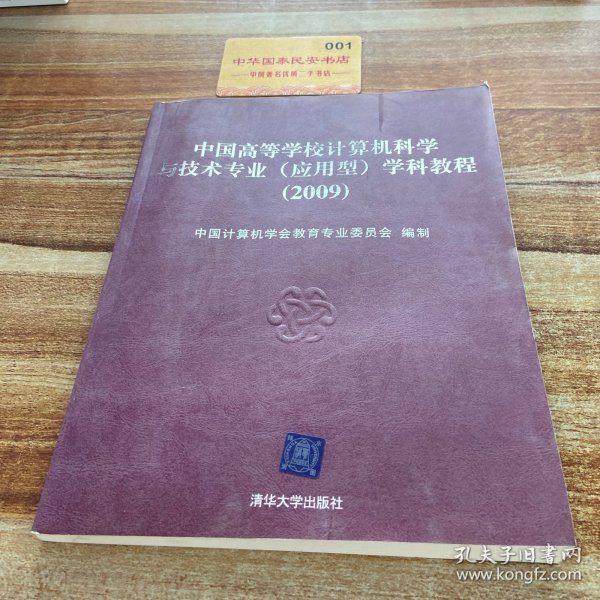 001
中华国泰民安书店
中国著名优质二手书店
中国高等学校计算机科学
与技术专业（应用型）学科教程
（2009）
中国计算机学会教育专业委员会 编制
清华大学出版社
孔夫子旧书网
www.kongfz.com